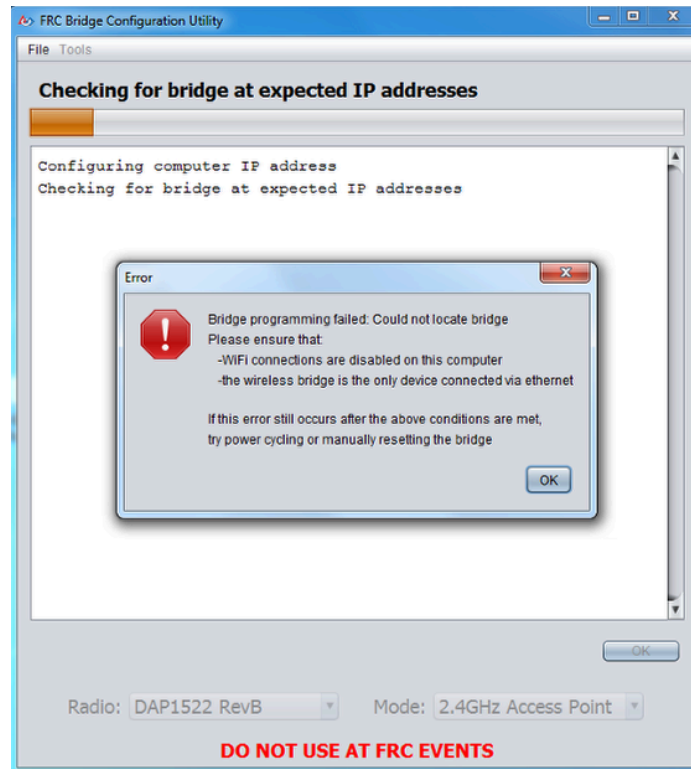 FRC Bridge Configuration Utility
File Tools
Checking for bridge at expected IP addresses
Configuring computer IP address
Checking for bridge at expected IP addresses
Error
Bridge programming failed: Could not locate bridge
Please ensure that:
-WiFi connections are disabled on this computer
-the wireless bridge is the only device connected via ethernet
If this error still occurs after the above conditions are met,
try power cycling or manually resetting the bridge
OK
OK
Radio: DAP1522 RevB Mode: 2.4GHz Access Point
DO NOT USE AT FRC EVENTS